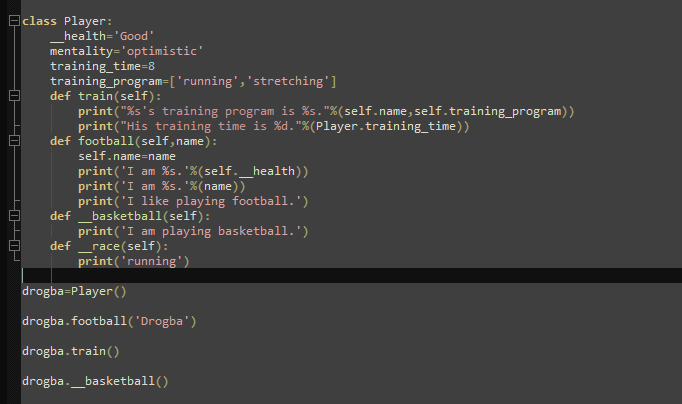 class Player:
    __health='Good'
    mentality='optimistic'
    training_time=8
    training_program=['running','stretching']
    def train(self):
        print("%s's training program is %s."%(self.name,self.training_program))
        print("His training time is %d."%(Player.training_time))
    def football(self,name):
        self.name=name
        print('I am %s.'%(self.__health))
        print('I am %s.'%(name))
        print('I like playing football.')
    def __basketball(self):
        print('I am playing basketball.')
    def __race(self):
        print('running')
drogba=Player()
drogba.football('Drogba')
drogba.train()
drogba.__basketball()